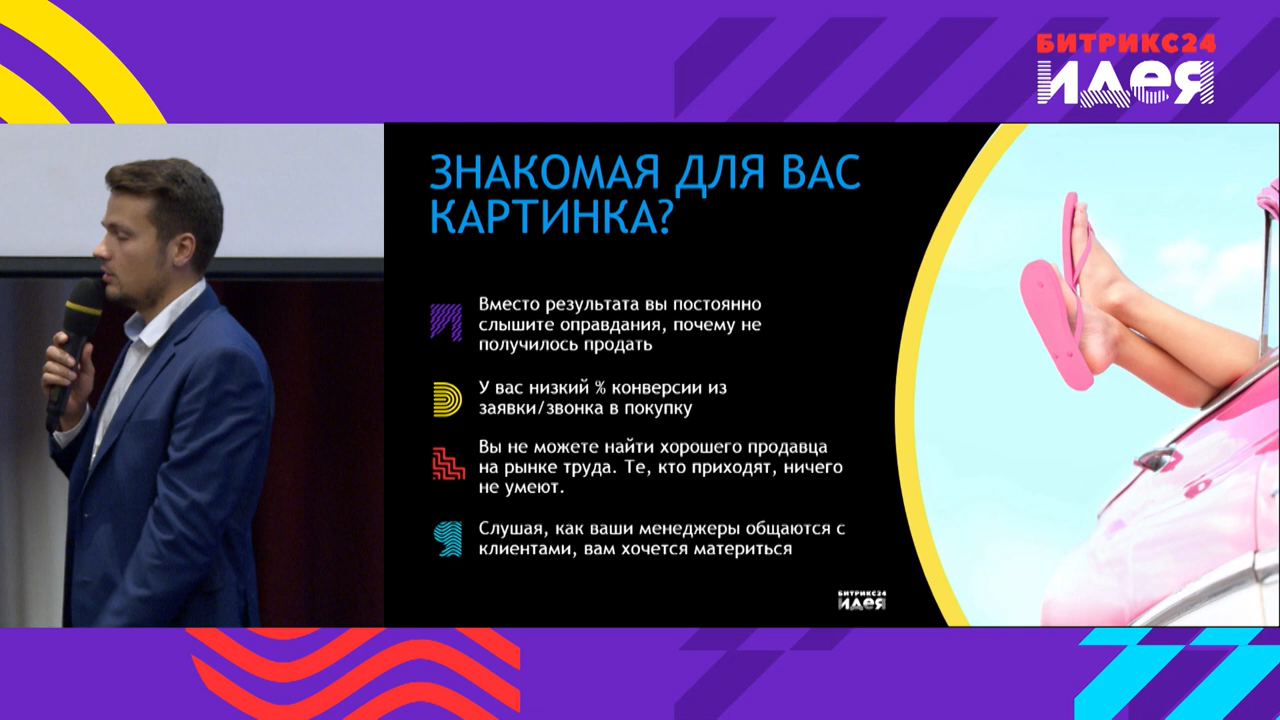 БИТРИКС24
идея
ЗНАКОМАЯ ДЛЯ ВАС
КАРТИНКА?
Вместо результата вы постоянно
слышите оправдания, почему не
получилось продать
У вас низкий % конверсии из
заявки/звонка в покупку
Вы не можете найти хорошего продавца
на рынке труда. Те, кто приходят, ничего
не умеют.
Слушая, как ваши менеджеры общаются с
клиентами, вам хочется материться
БИТРИКС24
идея